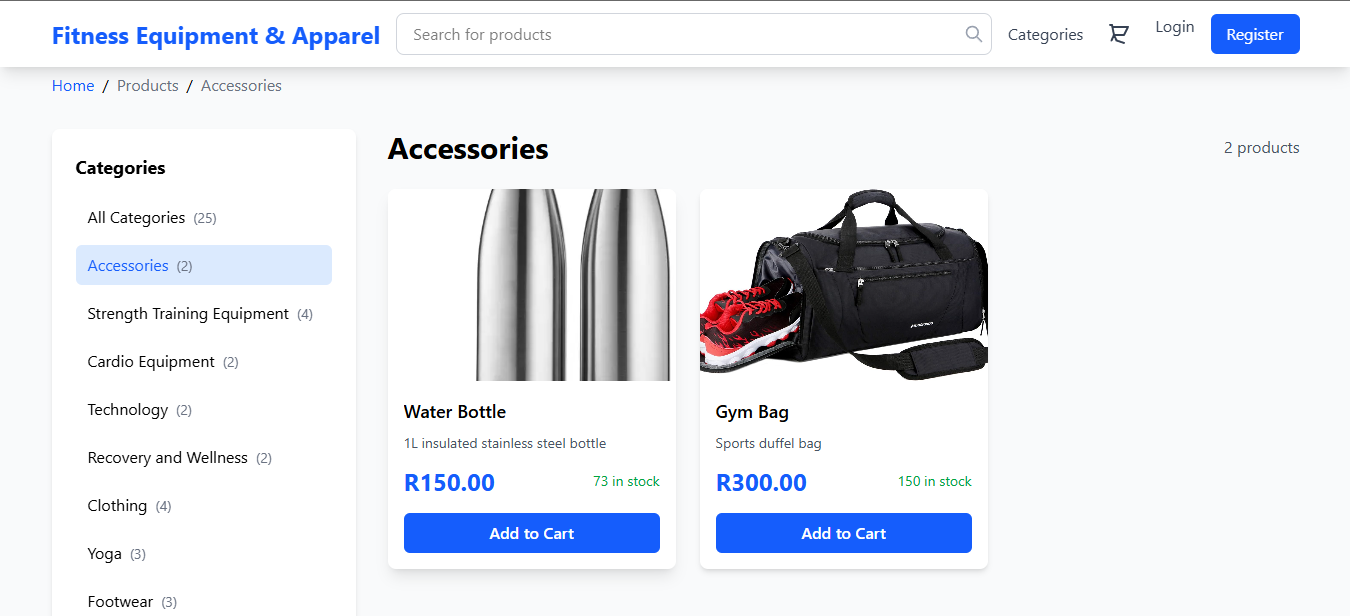 Fitness Equipment & Apparel
Search for products
Categories
Login
Register
Home / Products / Accessories
Categories
All Categories (25)
Accessories (2)
Strength Training Equipment (4)
Cardio Equipment (2)
Technology (2)
Recovery and Wellness (2)
Clothing (4)
Yoga (3)
Footwear (3)
Accessories
2 products
Water Bottle
1L insulated stainless steel bottle
R150.00
73 in stock
Add to Cart
Gym Bag
Sports duffel bag
R300.00
150 in stock
Add to Cart